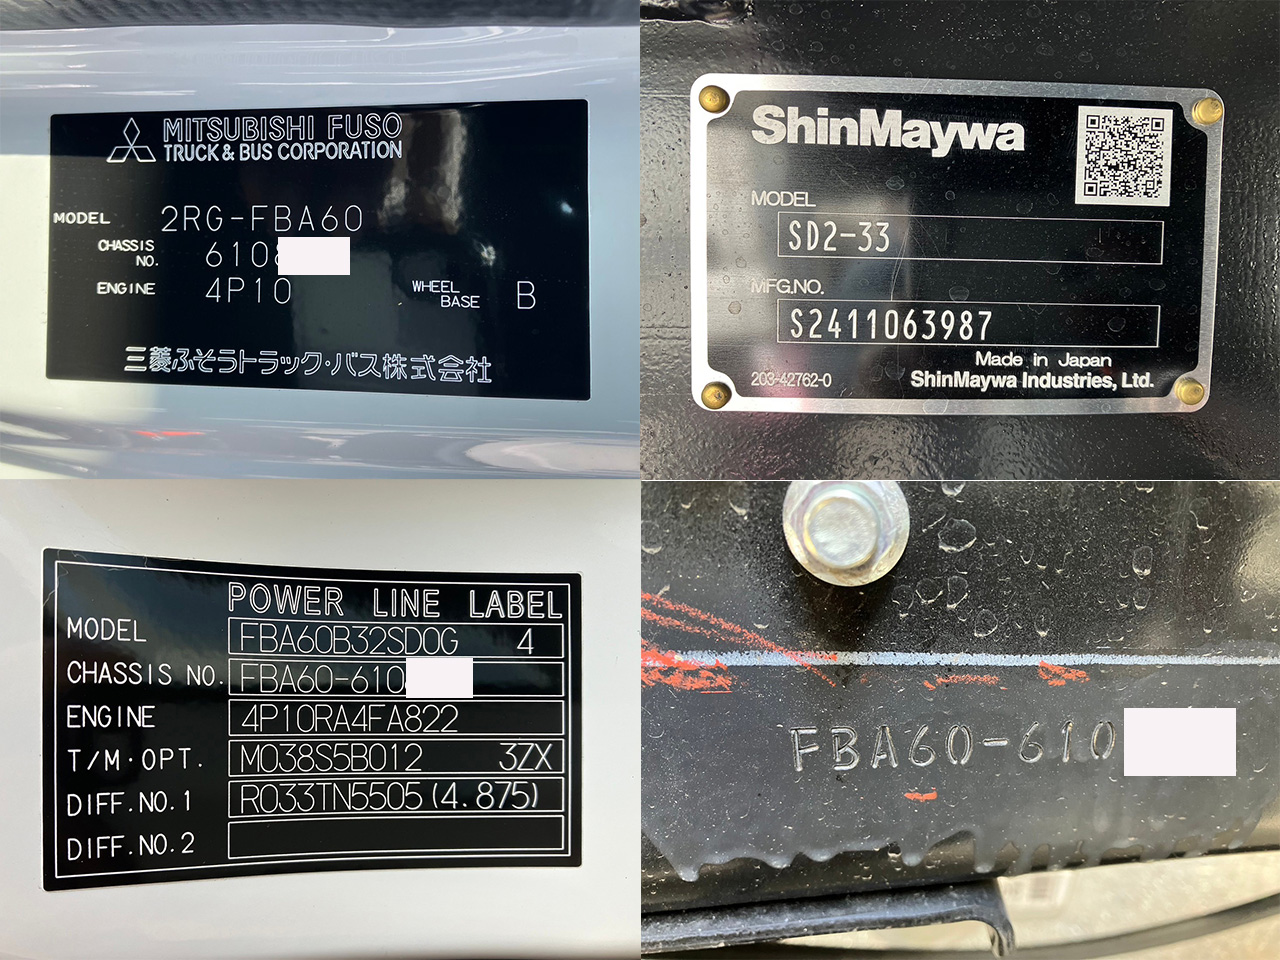 MITSUBISHI FUSO
TRUCK & BUS CORPORATION
MODEL 2RG-FBA60
CHASSIS NO. 610
ENGINE 4P10 WHEEL BASE B
三菱ふそうトラック・バス株式会社
ShinMaywa
MODEL
SD2-33
MFG.NO.
S2411063987
Made in Japan
203-42762-0 ShinMaywa Industries, Ltd.
POWER LINE LABEL
MODEL FBA60B32SD0G 4
CHASSIS NO. FBA60-610
ENGINE 4P10RA4FA822
T/M·OPT. M038S5B012 3ZX
DIFF.NO.1 R033TN5505(4.875)
DIFF.NO.2
FBA60-610